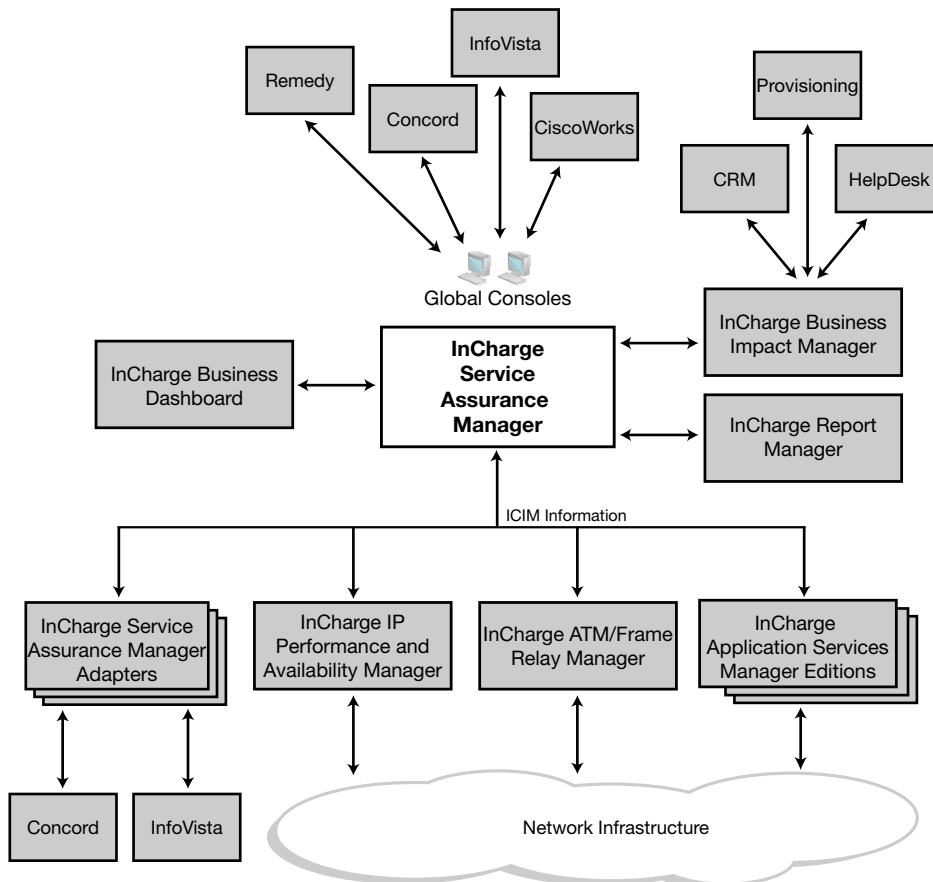 InfoVista
Remedy
Provisioning
Concord
CiscoWorks
CRM
HelpDesk
Global Consoles
InCharge Business
Impact Manager
InCharge
Service
Assurance
Manager
InCharge Business
Dashboard
InCharge Report
Manager
ICIM Information
InCharge Service
Assurance Manager
Adapters
InCharge IP
Performance and
Availability Manager
InCharge ATM/Frame
Relay Manager
InCharge
Application Services
Manager Editions
Concord
InfoVista
Network Infrastructure